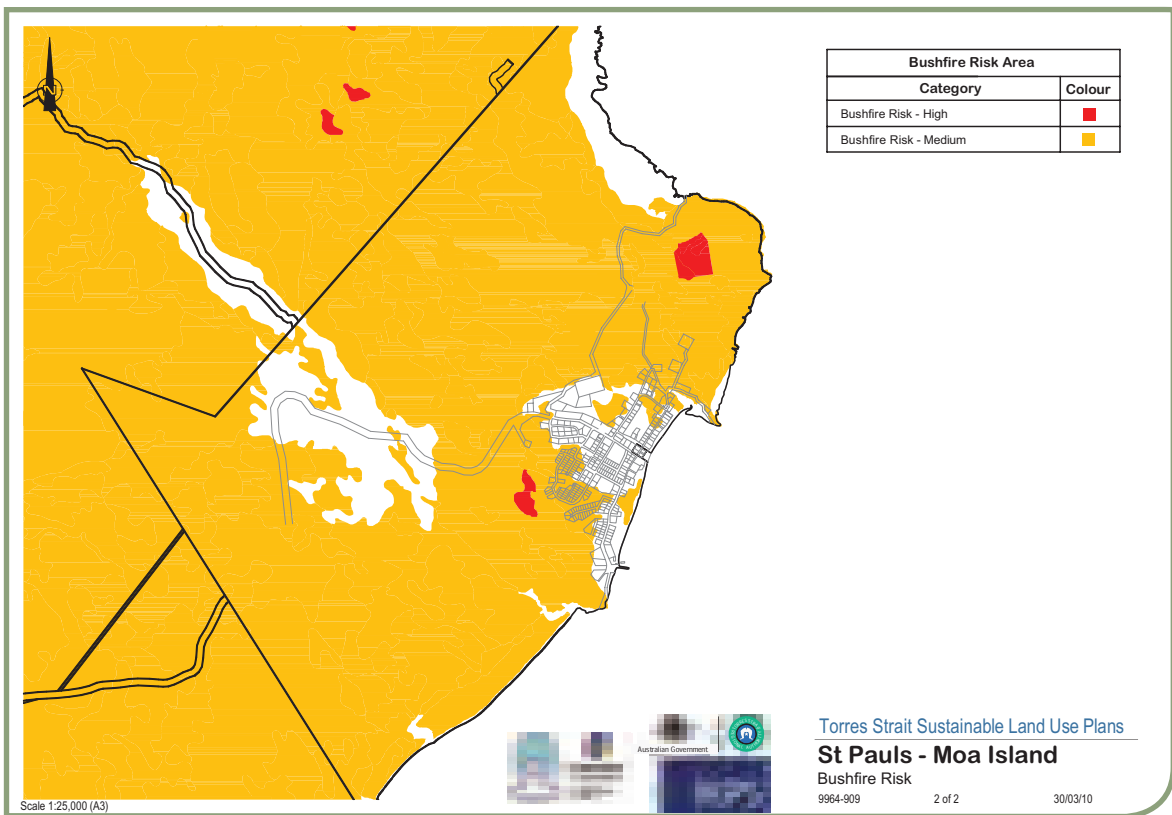 N
Bushfire Risk Area
Category Colour
Bushfire Risk - High
Bushfire Risk - Medium
Australian Government
Torres Strait Sustainable Land Use Plans
St Pauls - Moa Island
Bushfire Risk
9964-909 2 of 2 30/03/10
Scale 1:25,000 (A3)